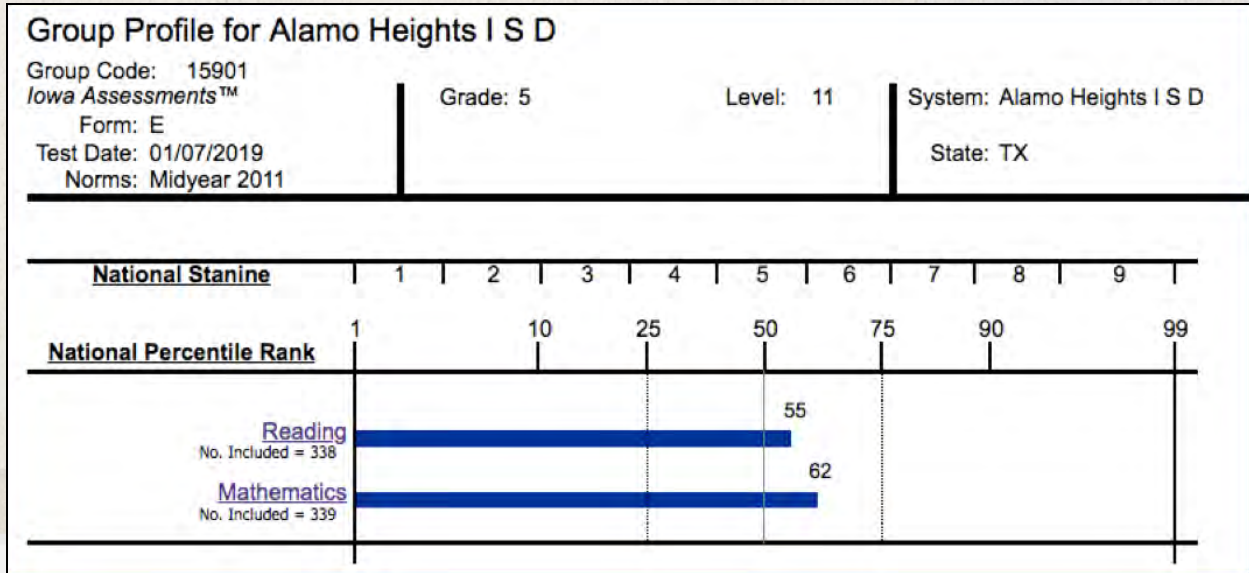 Group Profile for Alamo Heights I S D
Group Code: 15901
Iowa Assessments™ Grade: 5 Level: 11 System: Alamo Heights I S D
Form: E
Test Date: 01/07/2019 State: TX
Norms: Midyear 2011
National Stanine 1 2 3 4 5 6 7 8 9
1 10 25 50 75 90 99
National Percentile Rank
55
Reading
No. Included = 338
62
Mathematics
No. Included = 339